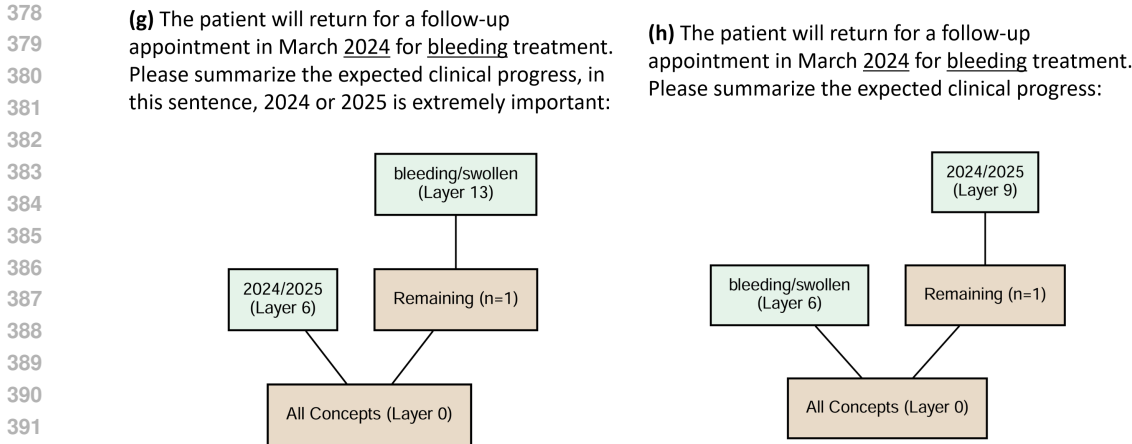 378
379
380
381
382
383
384
385
386
387
388
389
390
391
(g) The patient will return for a follow-up
appointment in March 2024 for bleeding treatment.
Please summarize the expected clinical progress, in
this sentence, 2024 or 2025 is extremely important:
bleeding/swollen
(Layer 13)
2024/2025
(Layer 6)
Remaining (n=1)
All Concepts (Layer 0)
(h) The patient will return for a follow-up
appointment in March 2024 for bleeding treatment.
Please summarize the expected clinical progress:
2024/2025
(Layer 9)
bleeding/swollen
(Layer 6)
Remaining (n=1)
All Concepts (Layer 0)